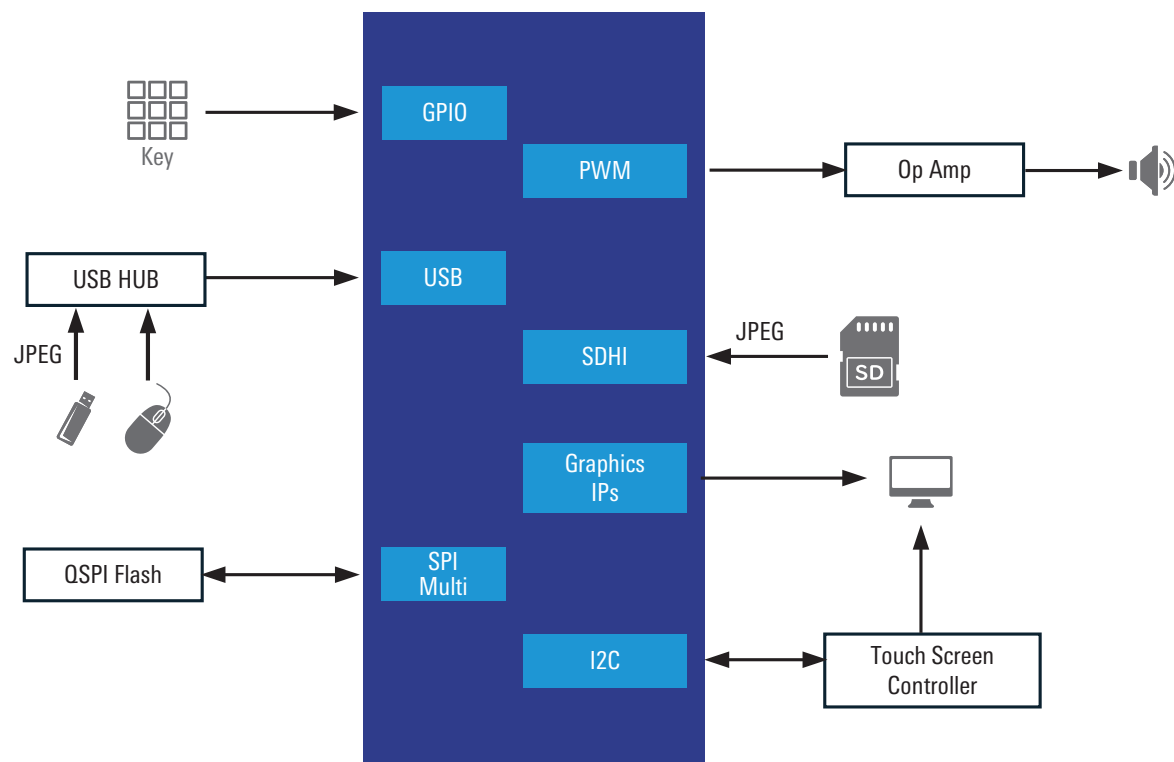 GPIO
Key
PWM
Op Amp
USB HUB
USB
JPEG
JPEG
SDHI
SD
Graphics
IPs
QSPI Flash
SPI
Multi
I2C
Touch Screen
Controller